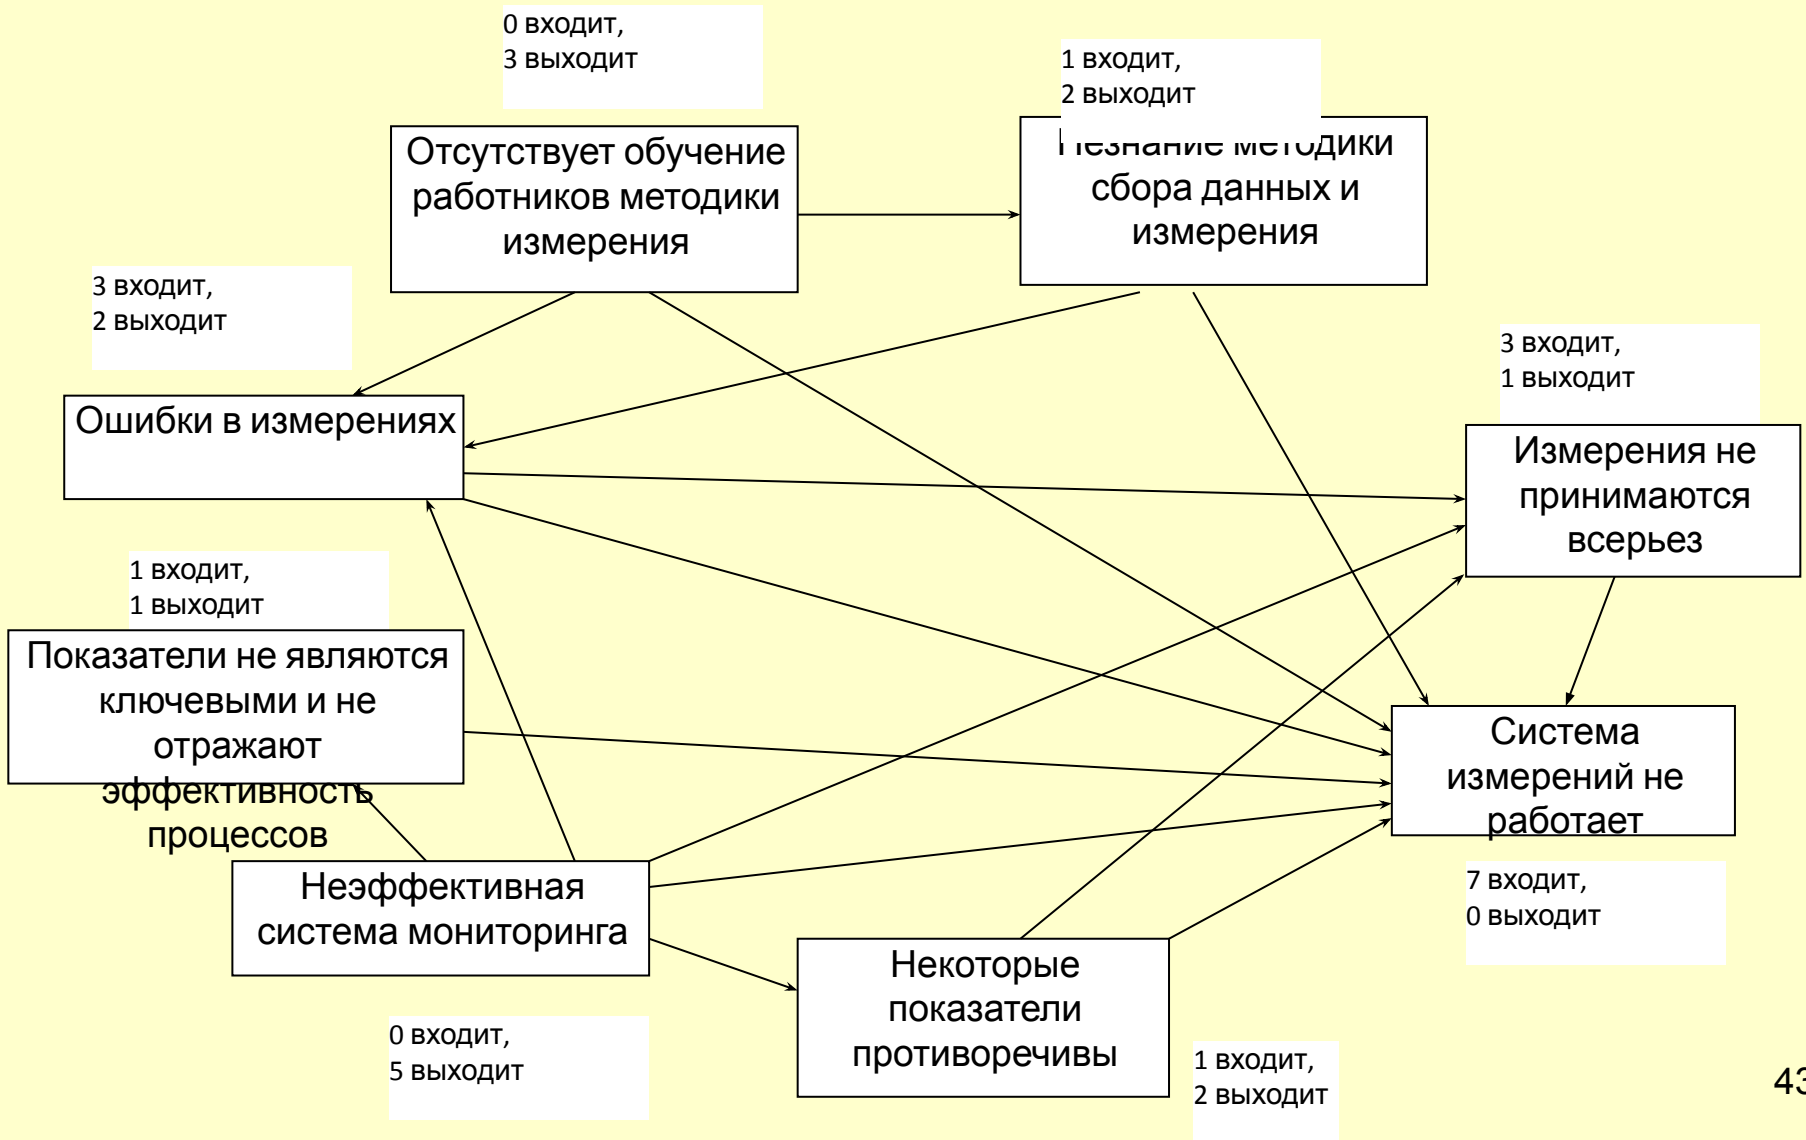 0 входит,
3 выходит
1 входит,
2 выходит
Отсутствует обучение
работников методики
измерения
Незнание методики
сбора данных и
измерения
3 входит,
2 выходит
3 входит,
1 выходит
Ошибки в измерениях
Измерения не
принимаются
всерьез
1 входит,
1 выходит
Показатели не являются
ключевыми и не
отражают
эффективность
процессов
Система
измерений не
работает
Неэффективная
система мониторинга
7 входит,
0 выходит
Некоторые
показатели
противоречивы
0 входит,
5 выходит
1 входит,
2 выходит
43